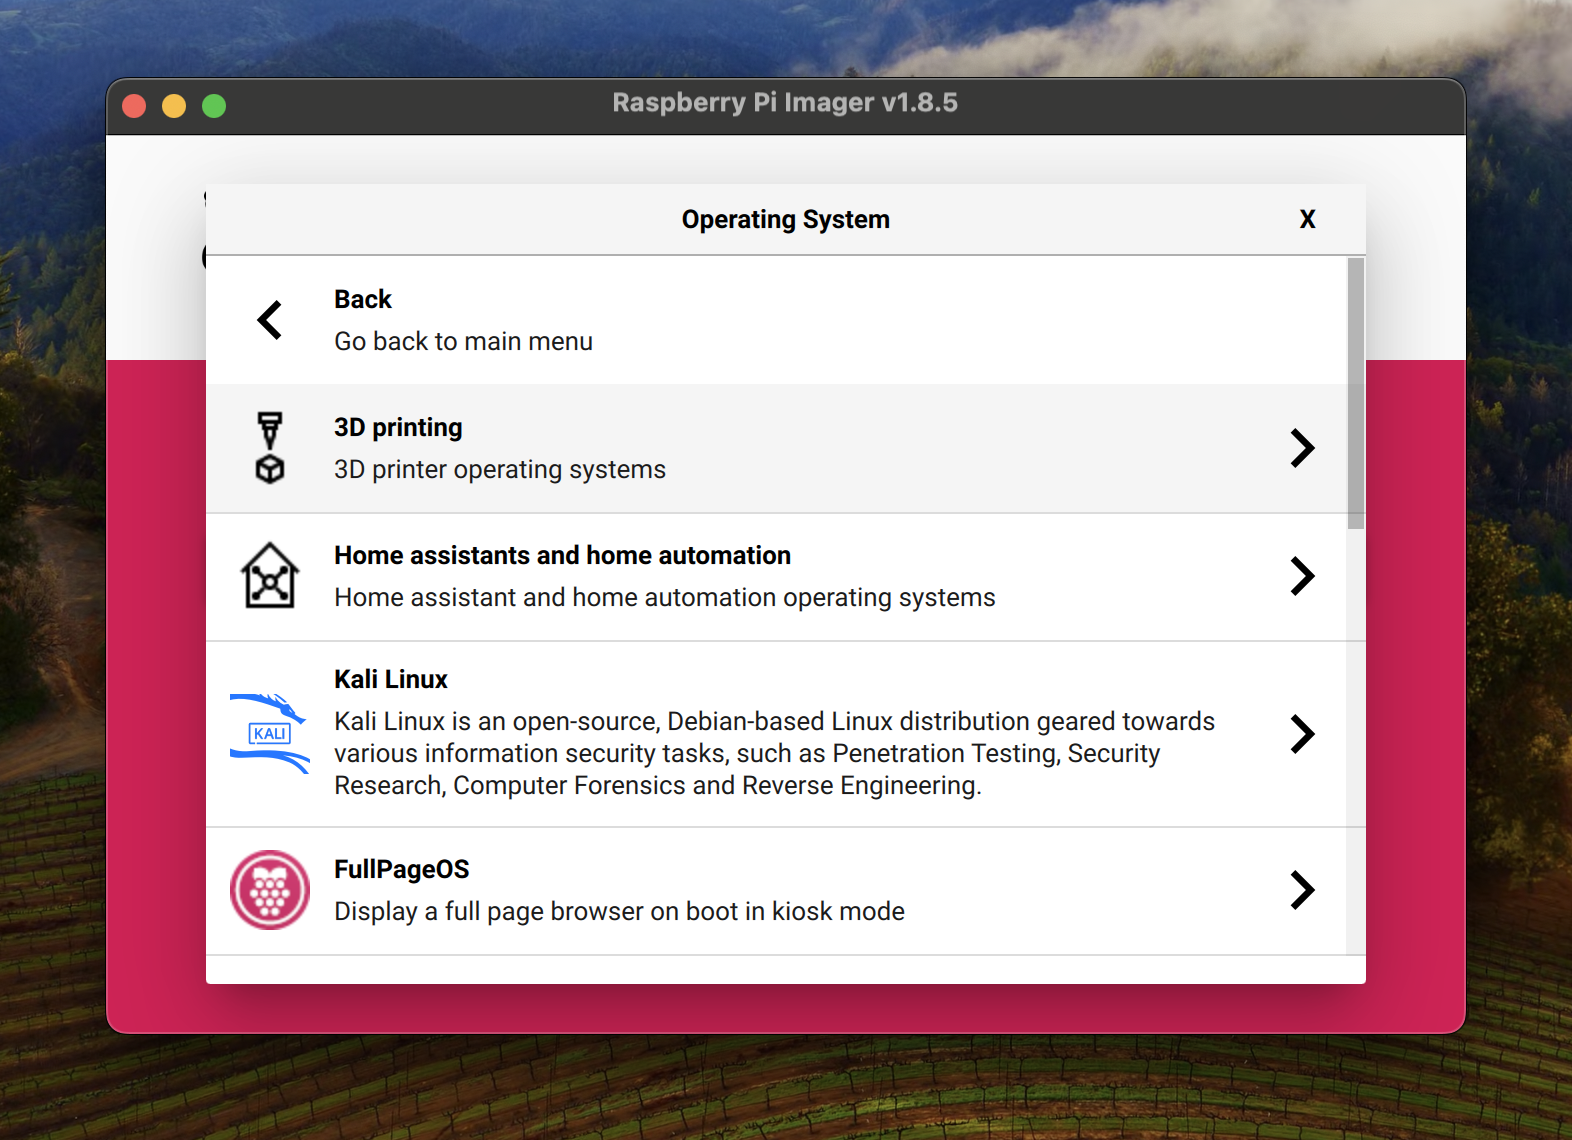 Raspberry Pi Imager v1.8.5
Operating System
X
Back
Go back to main menu
3D printing
3D printer operating systems
Home assistants and home automation
Home assistant and home automation operating systems
Kali Linux
KALI
Kali Linux is an open-source, Debian-based Linux distribution geared towards
various information security tasks, such as Penetration Testing, Security
Research, Computer Forensics and Reverse Engineering.
FullPageOS
Display a full page browser on boot in kiosk mode